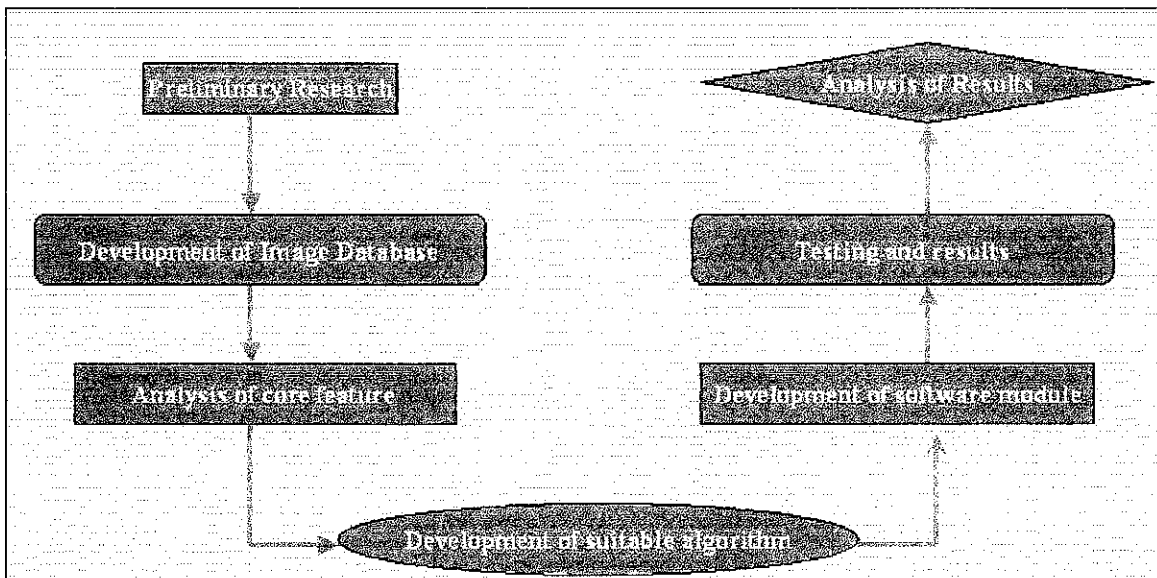 Preliminary Research
Development of Image Database
Analysis of core feature
Development of suitable algorithm
Development of software module
Testing and results
Analysis of Results